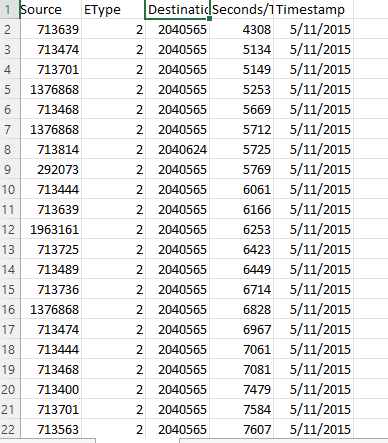 1 Source EType Destinatic Seconds/1 Timestamp
2 713639 2 2040565 4308 5/11/2015
3 713474 2 2040565 5134 5/11/2015
4 713701 2 2040565 5149 5/11/2015
5 1376868 2 2040565 5253 5/11/2015
6 713468 2 2040565 5669 5/11/2015
7 1376868 2 2040565 5712 5/11/2015
8 713814 2 2040624 5725 5/11/2015
9 292073 2 2040565 5769 5/11/2015
10 713444 2 2040565 6061 5/11/2015
11 713639 2 2040565 6166 5/11/2015
12 1963161 2 2040565 6253 5/11/2015
13 713725 2 2040565 6423 5/11/2015
14 713489 2 2040565 6449 5/11/2015
15 713736 2 2040565 6714 5/11/2015
16 1376868 2 2040565 6828 5/11/2015
17 713474 2 2040565 6967 5/11/2015
18 713444 2 2040565 7061 5/11/2015
19 713468 2 2040565 7081 5/11/2015
20 713400 2 2040565 7479 5/11/2015
21 713701 2 2040565 7584 5/11/2015
22 713563 2 2040565 7607 5/11/2015